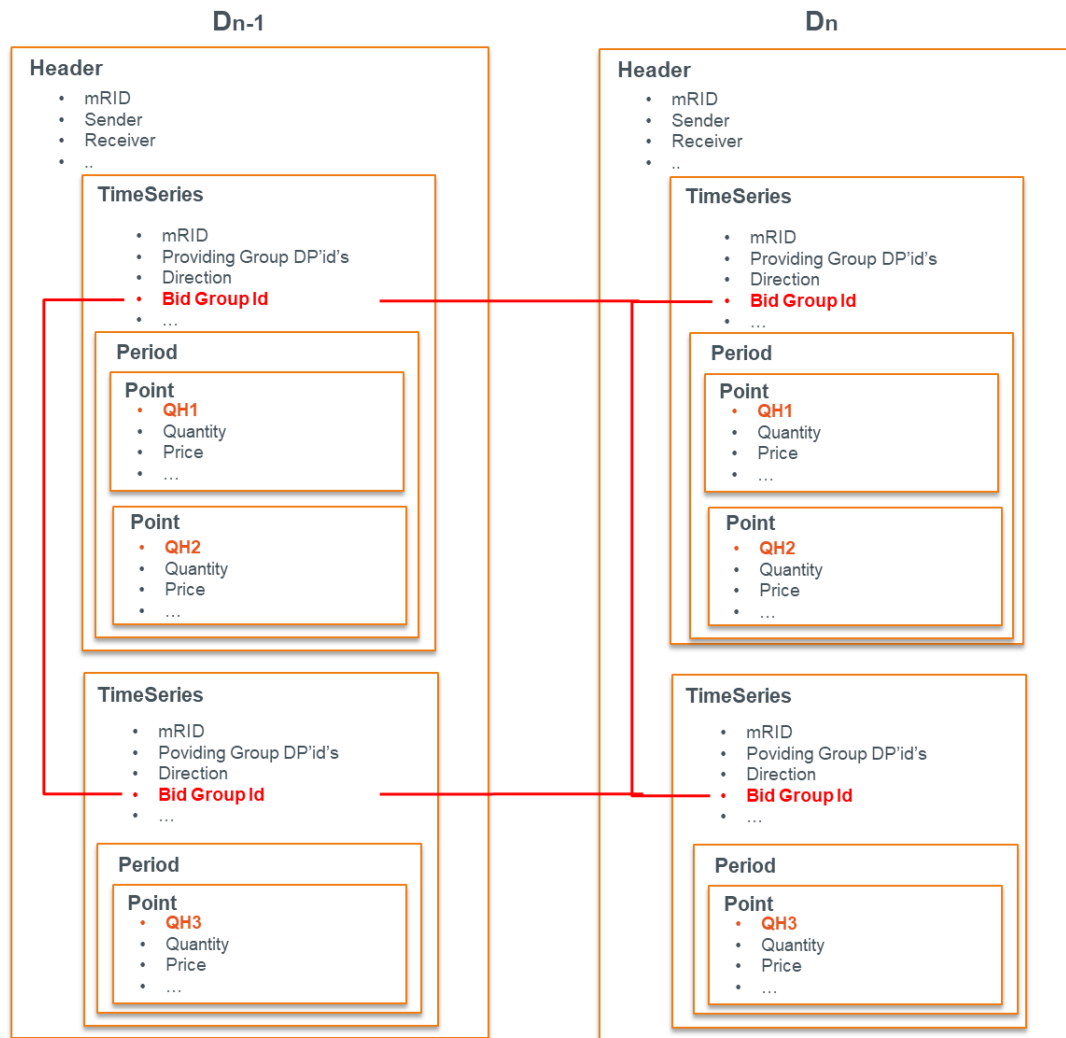 Dn-1
Header
• mRID
• Sender
• Receiver
• ..
TimeSeries
• mRID
• Providing Group DP'id's
• Direction
• Bid Group Id
• ...
Period
Point
• QH1
• Quantity
• Price
• ...
Point
• QH2
• Quantity
• Price
• ...
TimeSeries
• mRID
• Poviding Group DP'id's
• Direction
• Bid Group Id
• ...
Period
Point
• QH3
• Quantity
• Price
• ...
Dn
Header
• mRID
• Sender
• Receiver
• ..
TimeSeries
• mRID
• Providing Group DP'id's
• Direction
• Bid Group Id
• ...
Period
Point
• QH1
• Quantity
• Price
• ...
Point
• QH2
• Quantity
• Price
• ...
TimeSeries
• mRID
• Poviding Group DP'id's
• Direction
• Bid Group Id
• ...
Period
Point
• QH3
• Quantity
• Price
• ...